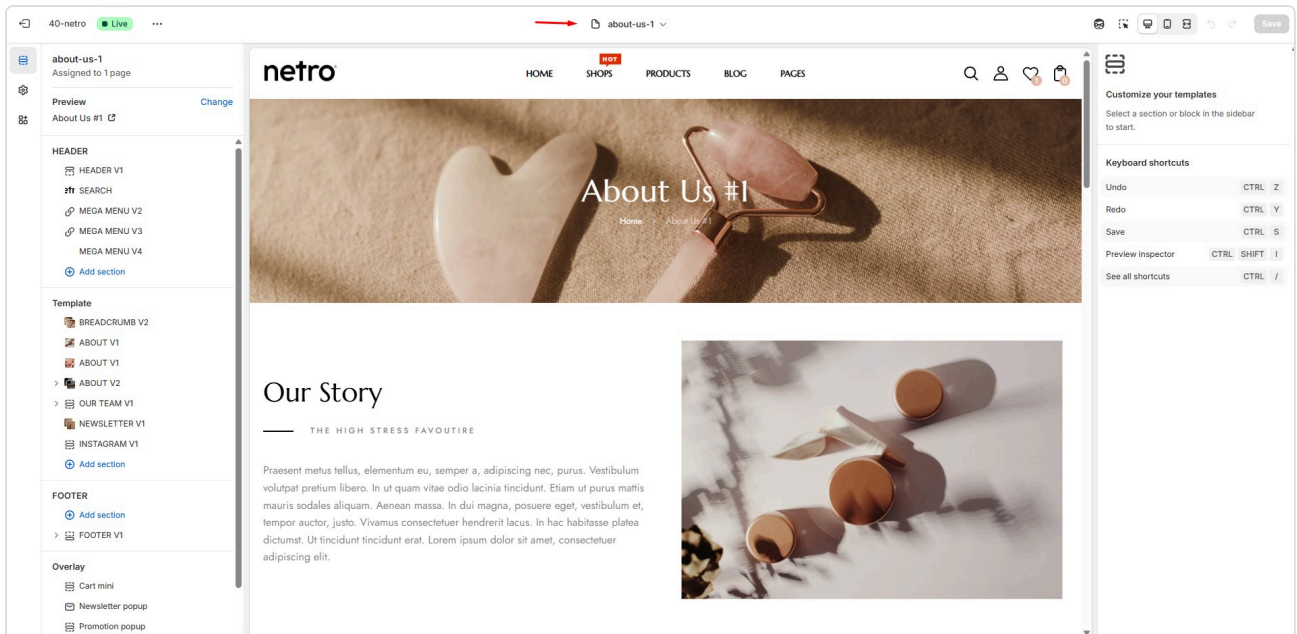 40-netro
Live
about-us-1
Save
about-us-1
Assigned to 1 page
Preview
Change
About Us #1
HEADER
HEADER V1
SEARCH
MEGA MENU V2
MEGA MENU V3
MEGA MENU V4
Add section
Template
BREADCRUMB V2
ABOUT V1
ABOUT V1
ABOUT V2
OUR TEAM V1
NEWSLETTER V1
INSTAGRAM V1
Add section
FOOTER
Add section
FOOTER V1
Overlay
Cart mini
Newsletter popup
Promotion popup
netro
HOT
HOME SHOPS PRODUCTS BLOG PAGES
1
0
About Us #1
Home > About Us #1
Our Story
THE HIGH STRESS FAVOUTIRE
Praesent metus tellus, elementum eu, semper a, adipiscing nec, purus. Vestibulum
volutpat pretium libero. In ut quam vitae odio lacinia tincidunt. Etiam ut purus mattis
mauris sodales aliquam. Aenean massa. In dui magna, posuere eget, vestibulum et,
tempor auctor, justo. Vivamus consectetuer hendrerit lacus. In hac habitasse platea
dictumst. Ut tincidunt tincidunt erat. Lorem ipsum dolor sit amet, consectetuer
adipiscing elit.
Customize your templates
Select a section or block in the sidebar
to start.
Keyboard shortcuts
Undo CTRL Z
Redo CTRL Y
Save CTRL S
Preview inspector CTRL SHIFT I
See all shortcuts CTRL /